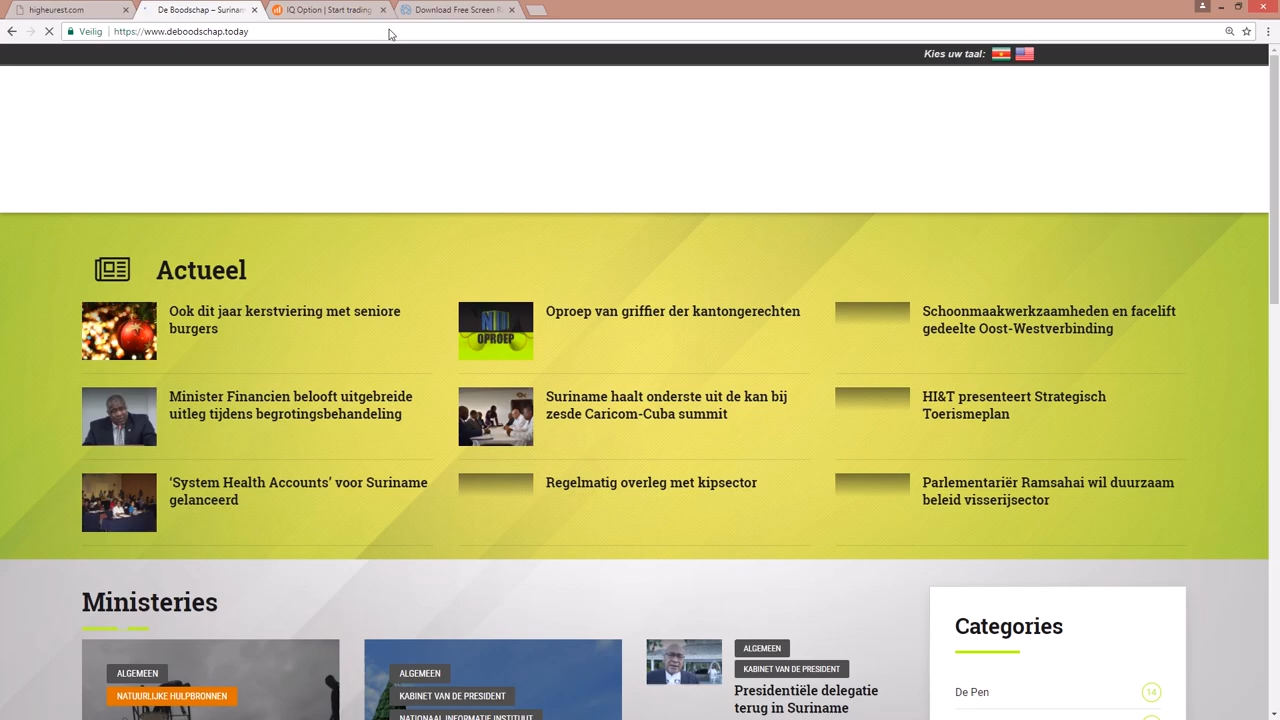 higheurest.com
De Boodschap – Surinam
IQ Option | Start trading
Download Free Screen R
Veilig
https://www.deboodschap.today
Kies uw taal:
Actueel
Ook dit jaar kerstviering met seniore
burgers
Oproep van griffier der kantongerechten
OPROEP
Schoonmaakwerkzaamheden en facelift
gedeelte Oost-Westverbinding
Minister Financien belooft uitgebreide
uitleg tijdens begrotingsbehandeling
Suriname haalt onderste uit de kan bij
zesde Caricom-Cuba summit
HI&T presenteert Strategisch
Toerismeplan
‘System Health Accounts’ voor Suriname
gelanceerd
Regelmatig overleg met kipsector
Parlementariër Ramsahai wil duurzaam
beleid visserijsector
Ministeries
ALGEMEEN
NATUURLIJKE HULPBRONNEN
ALGEMEEN
KABINET VAN DE PRESIDENT
NATIONAAL INFORMATIE INSTITUUT
ALGEMEEN
KABINET VAN DE PRESIDENT
Presidentiële delegatie
terug in Suriname
Categories
De Pen
14